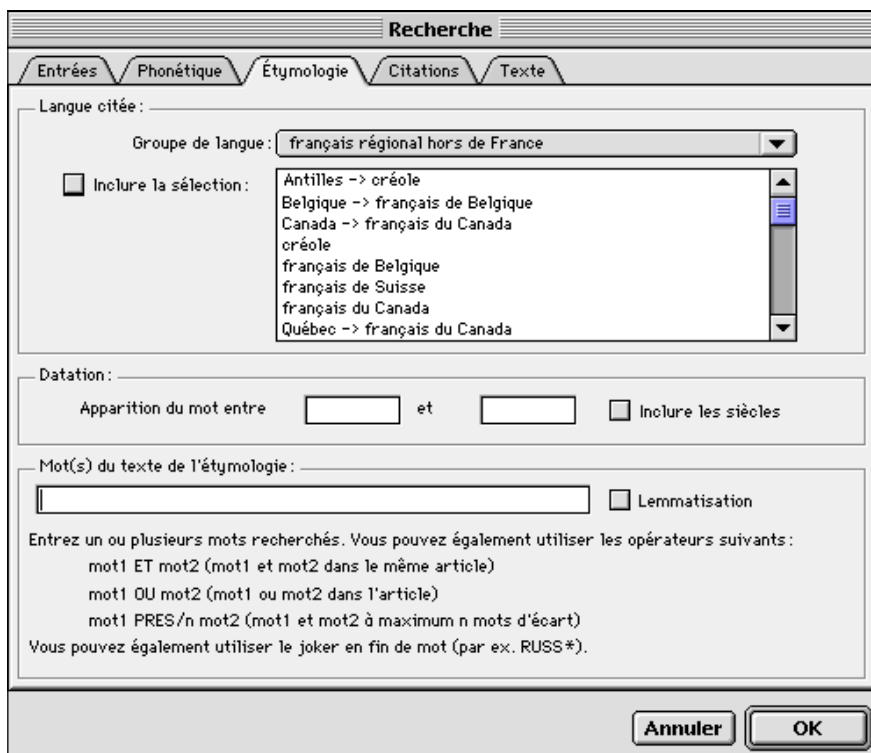 Recherche
Entrées Phonétique Étymologie Citations Texte
Langue citée :
Groupe de langue : français régional hors de France
Inclure la sélection :
Antilles -> créole
Belgique -> français de Belgique
Canada -> français du Canada
créole
français de Belgique
français de Suisse
français du Canada
Québec -> français du Canada
Datation :
Apparition du mot entre et Inclure les siècles
Mot(s) du texte de l'étymologie :
Lemmatisation
Entrez un ou plusieurs mots recherchés. Vous pouvez également utiliser les opérateurs suivants :
mot1 ET mot2 (mot1 et mot2 dans le même article)
mot1 OU mot2 (mot1 ou mot2 dans l'article)
mot1 PRES/n mot2 (mot1 et mot2 à maximum n mots d'écart)
Vous pouvez également utiliser le joker en fin de mot (par ex. RUSS*).
Annuler OK